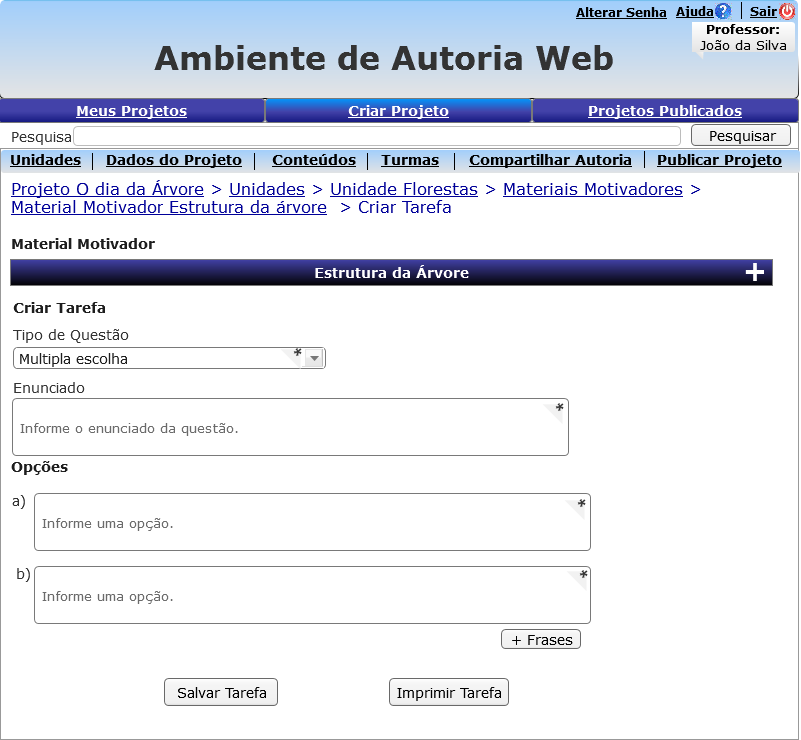 Alterar Senha Ajuda ? Sair
Professor:
João da Silva
Ambiente de Autoria Web
Meus Projetos Criar Projeto Projetos Publicados
Pesquisa Pesquisar
Unidades | Dados do Projeto | Conteúdos | Turmas | Compartilhar Autoria | Publicar Projeto
Projeto O dia da Árvore > Unidades > Unidade Florestas > Materiais Motivadores >
Material Motivador Estrutura da árvore > Criar Tarefa
Material Motivador
Estrutura da Árvore +
Criar Tarefa
Tipo de Questão
Multipla escolha *
Enunciado
*
Informe o enunciado da questão.
Opções
a) *
Informe uma opção.
b) *
Informe uma opção.
+ Frases
Salvar Tarefa Imprimir Tarefa